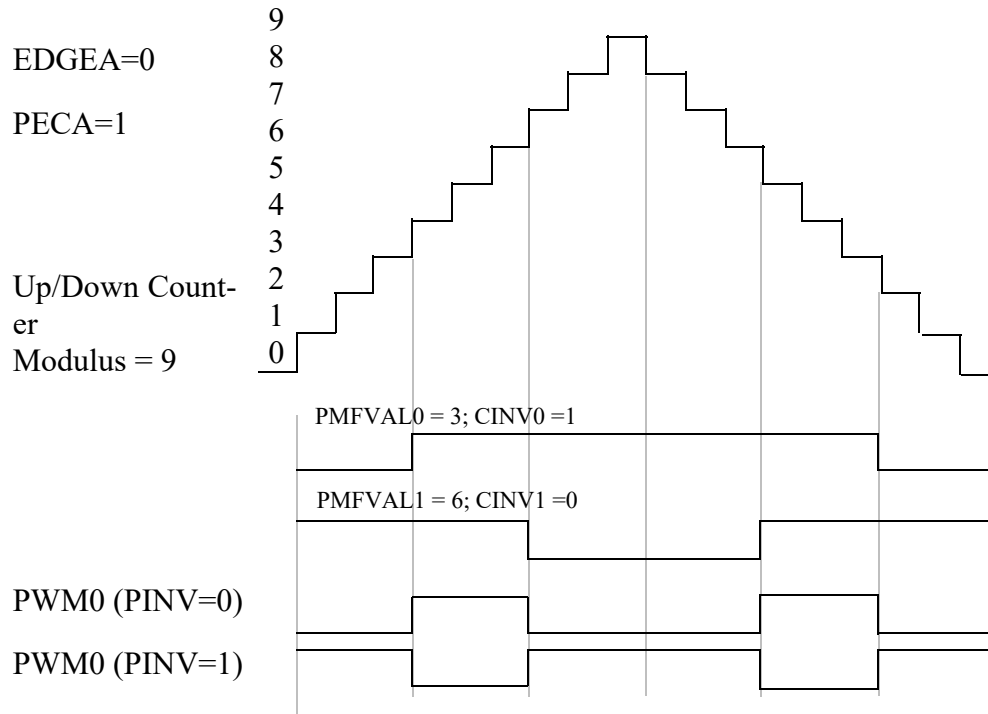 9
EDGEA=0
8
7
PECA=1
6
5
4
3
Up/Down Count-
2
er
1
Modulus = 9
0
PMFVAL0 = 3; CINV0 =1
PMFVAL1 = 6; CINV1 =0
PWM0 (PINV=0)
PWM0 (PINV=1)